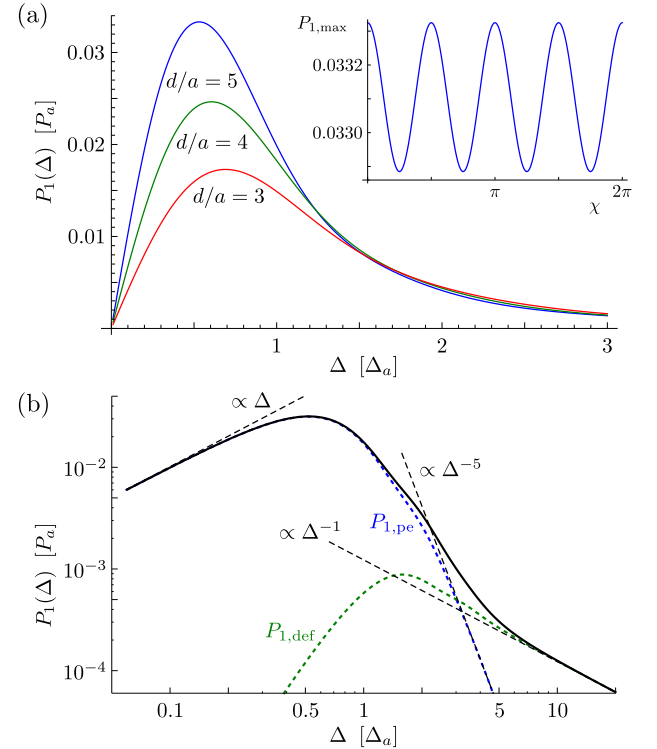 (a)
P₁(Δ) [Pₐ]
0.03
0.02
0.01
d/a = 5
d/a = 4
d/a = 3
1
2
3
Δ [Δₐ]
P₁,max
0.0332
0.0330
π
2π
χ
(b)
P₁(Δ) [Pₐ]
10⁻²
10⁻³
10⁻⁴
∝ Δ
∝ Δ⁻⁵
P₁,pe
∝ Δ⁻¹
P₁,def
0.1
0.5
1
5
10
Δ [Δₐ]